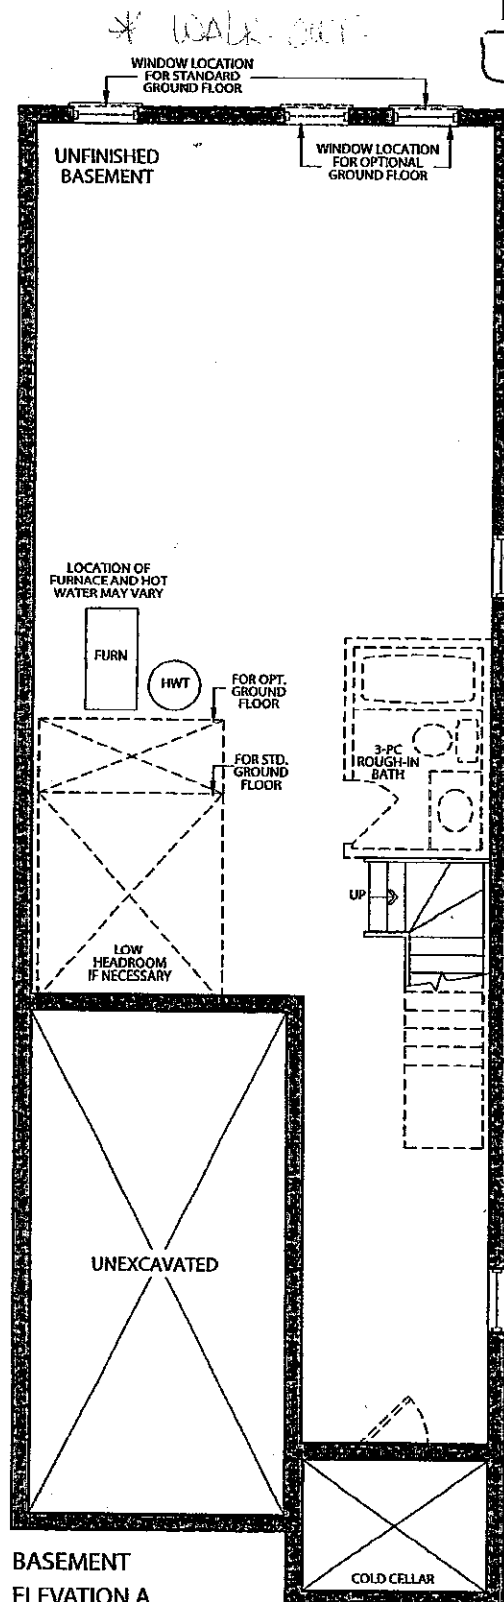 * WALK-OUT
WINDOW LOCATION
FOR STANDARD
GROUND FLOOR
UNFINISHED
BASEMENT
WINDOW LOCATION
FOR OPTIONAL
GROUND FLOOR
LOCATION OF
FURNACE AND HOT
WATER MAY VARY
FURN
HWT
FOR OPT.
GROUND
FLOOR
3-PC
ROUGH-IN
BATH
FOR STD.
GROUND
FLOOR
UP
LOW
HEADROOM
IF NECESSARY
UNEXCAVATED
COLD CELLAR
BASEMENT
ELEVATION A